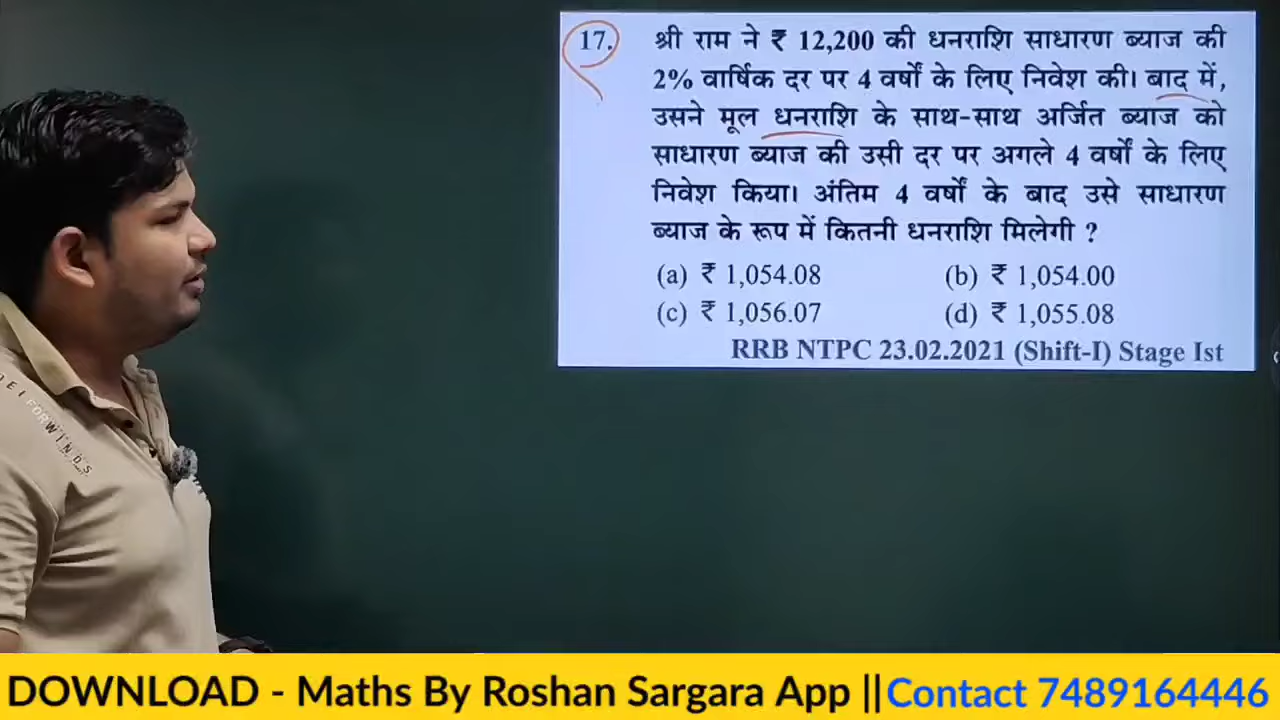 17. श्री राम ने ₹ 12,200 की धनराशि साधारण ब्याज की
2% वार्षिक दर पर 4 वर्षों के लिए निवेश की। बाद में,
उसने मूल धनराशि के साथ-साथ अर्जित ब्याज को
साधारण ब्याज की उसी दर पर अगले 4 वर्षों के लिए
निवेश किया। अंतिम 4 वर्षों के बाद उसे साधारण
ब्याज के रूप में कितनी धनराशि मिलेगी ?
(a) ₹ 1,054.08 (b) ₹ 1,054.00
(c) ₹ 1,056.07 (d) ₹ 1,055.08
RRB NTPC 23.02.2021 (Shift-I) Stage Ist
FORWINDS
DOWNLOAD - Maths By Roshan Sargara App ||Contact 7489164446